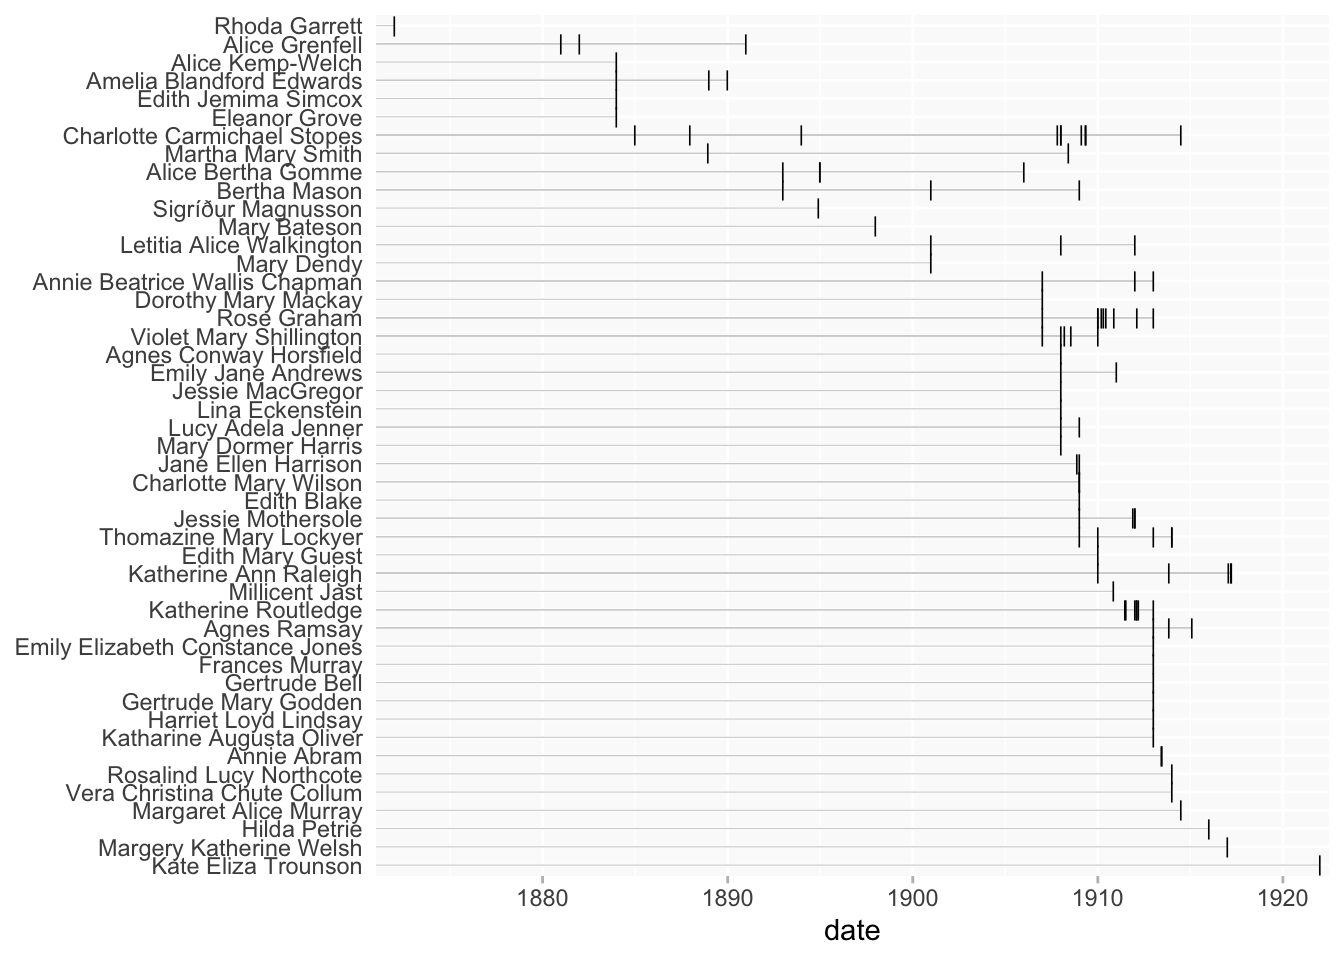 Rhoda Garrett
Alice Grenfell
Alice Kemp-Welch
Amelia Blandford Edwards
Edith Jemima Simcox
Eleanor Grove
Charlotte Carmichael Stopes
Martha Mary Smith
Alice Bertha Gomme
Bertha Mason
Sigríður Magnusson
Mary Bateson
Letitia Alice Walkington
Mary Dendy
Annie Beatrice Wallis Chapman
Dorothy Mary Mackay
Rose Graham
Violet Mary Shillington
Agnes Conway Horsfield
Emily Jane Andrews
Jessie MacGregor
Lina Eckenstein
Lucy Adela Jenner
Mary Dormer Harris
Jane Ellen Harrison
Charlotte Mary Wilson
Edith Blake
Jessie Mothersole
Thomazine Mary Lockyer
Edith Mary Guest
Katherine Ann Raleigh
Millicent Jast
Katherine Routledge
Agnes Ramsay
Emily Elizabeth Constance Jones
Frances Murray
Gertrude Bell
Gertrude Mary Godden
Harriet Loyd Lindsay
Katharine Augusta Oliver
Annie Abram
Rosalind Lucy Northcote
Vera Christina Chute Collum
Margaret Alice Murray
Hilda Petrie
Margery Katherine Welsh
Kate Eliza Trounson
1880 1890 1900 1910 1920
date